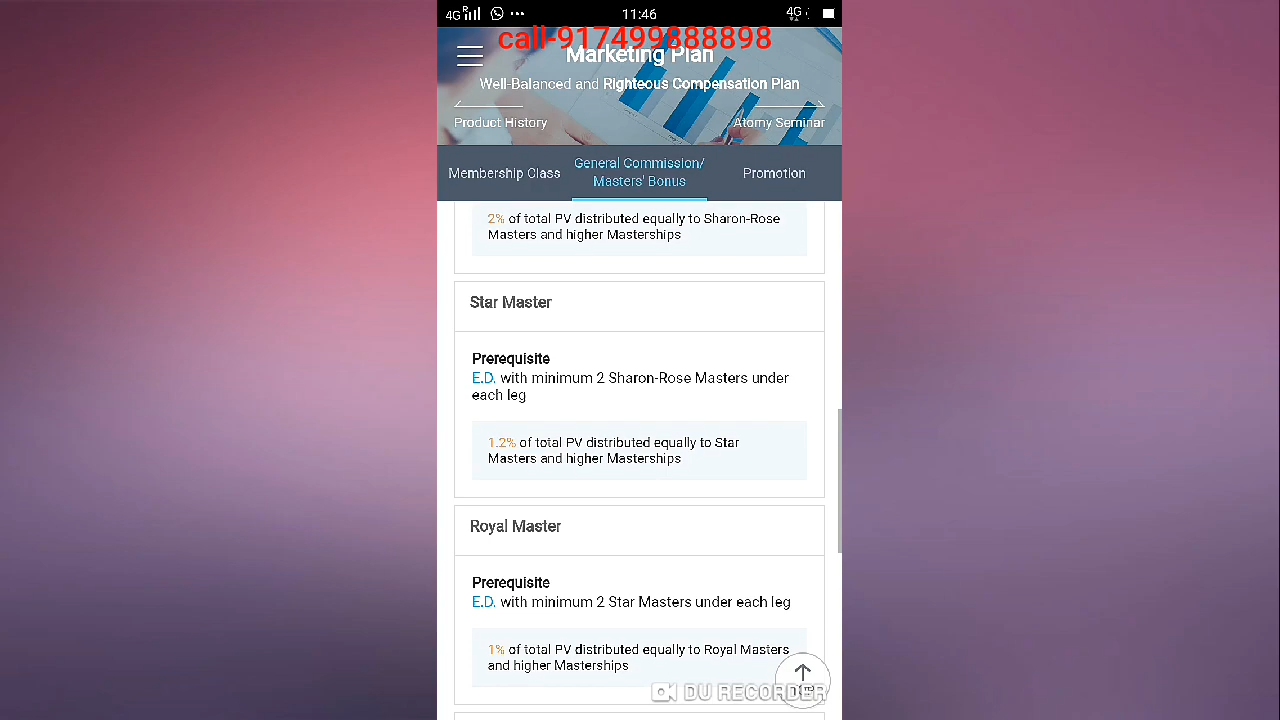 4G R 11:46 4G
call-917499888898
Marketing Plan
Well-Balanced and Righteous Compensation Plan
Product History Atomy Seminar
Membership Class General Commission/ Masters' Bonus Promotion
2% of total PV distributed equally to Sharon-Rose
Masters and higher Masterships
Star Master
Prerequisite
E.D. with minimum 2 Sharon-Rose Masters under
each leg
1.2% of total PV distributed equally to Star
Masters and higher Masterships
Royal Master
Prerequisite
E.D. with minimum 2 Star Masters under each leg
1% of total PV distributed equally to Royal Masters
and higher Masterships
TOP
DU RECORDER